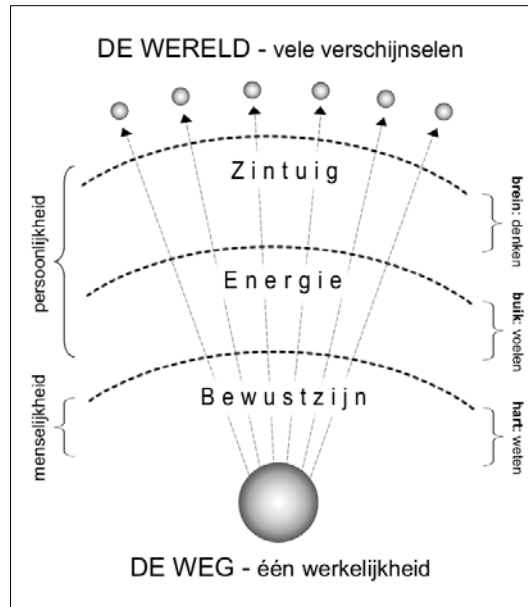 DE WERELD - vele verschijnselen
Zintuig
persoonlijkheid
brein: denken
Energie
buik: voelen
Bewustzijn
menselijkheid
hart: weten
DE WEG - één werkelijkheid